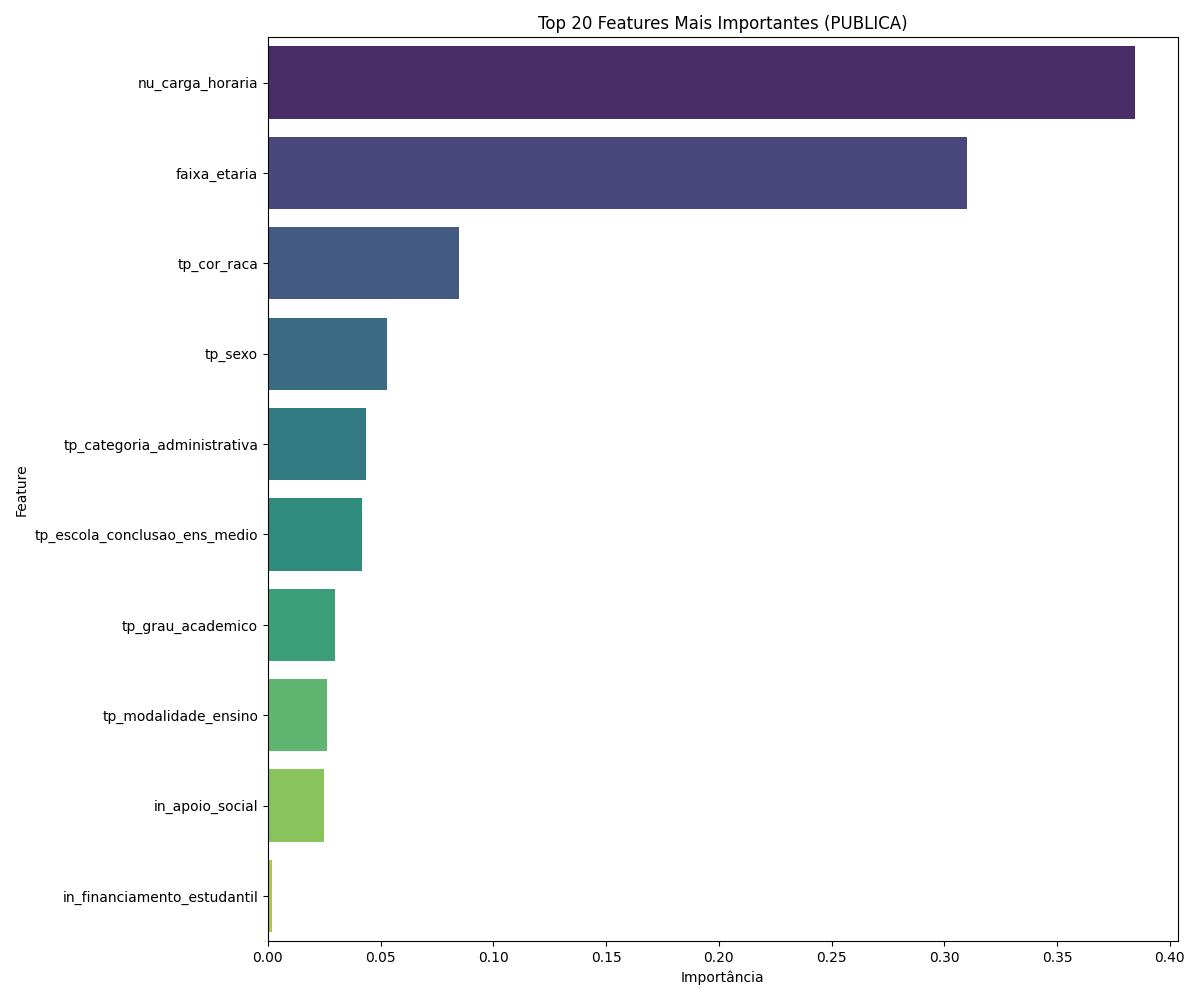 Top 20 Features Mais Importantes (PUBLICA)
nu_carga_horaria
faixa_etaria
tp_cor_raca
tp_sexo
tp_categoria_administrativa
tp_escola_conclusao_ens_medio
tp_grau_academico
tp_modalidade_ensino
in_apoio_social
in_financiamento_estudantil
Feature
0.00 0.05 0.10 0.15 0.20 0.25 0.30 0.35 0.40
Importância